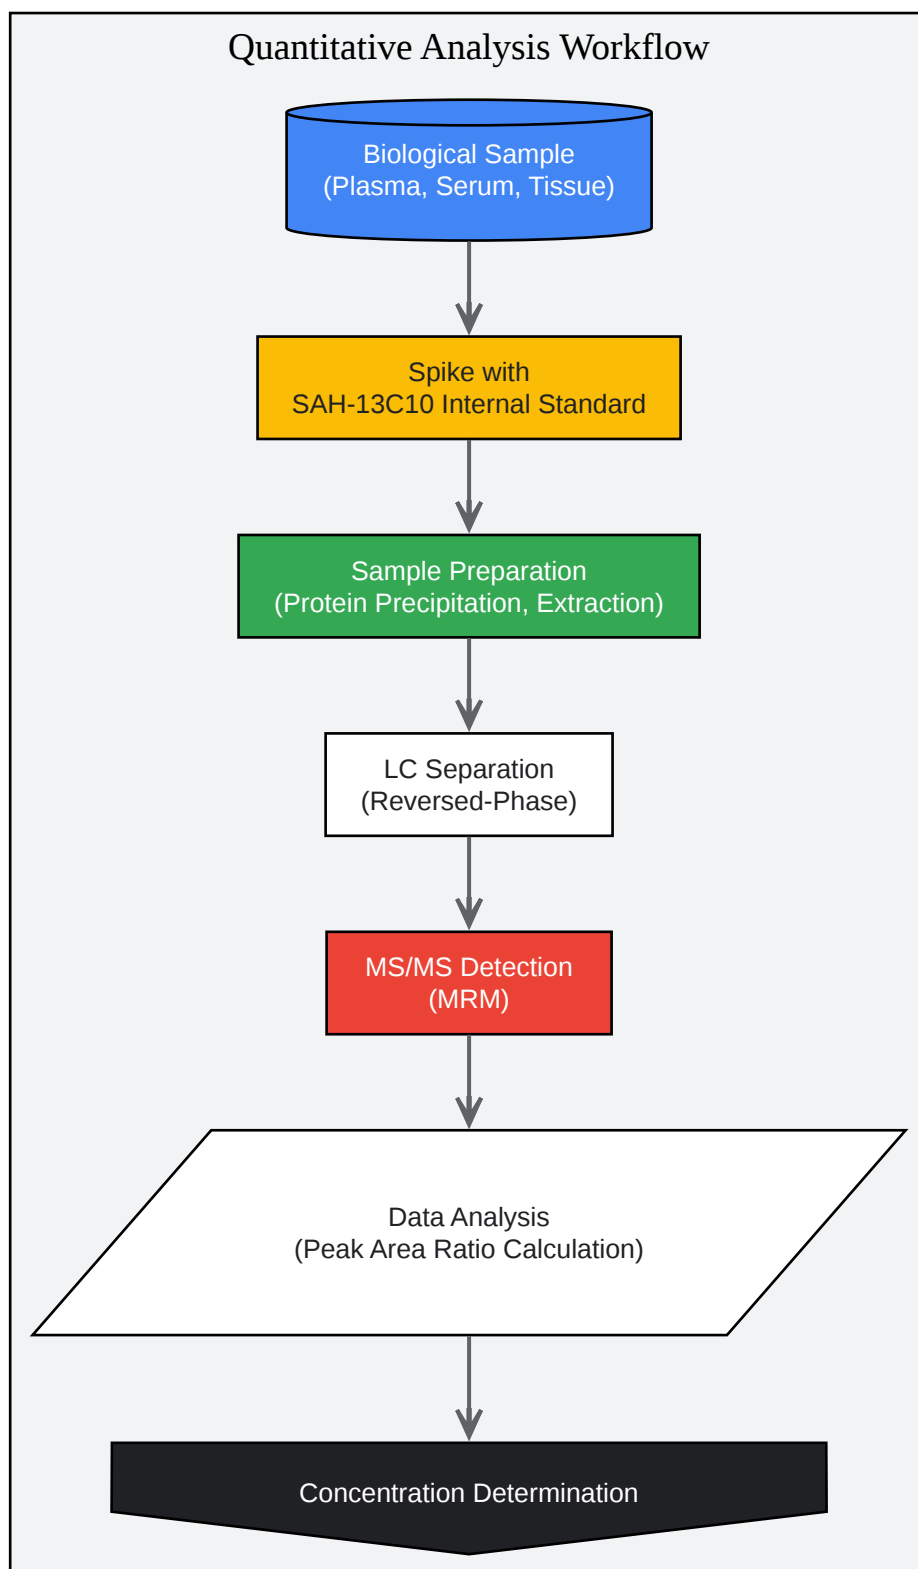 Quantitative Analysis Workflow
Biological Sample
(Plasma, Serum, Tissue)
Spike with
SAH-13C10 Internal Standard
Sample Preparation
(Protein Precipitation, Extraction)
LC Separation
(Reversed-Phase)
MS/MS Detection
(MRM)
Data Analysis
(Peak Area Ratio Calculation)
Concentration Determination